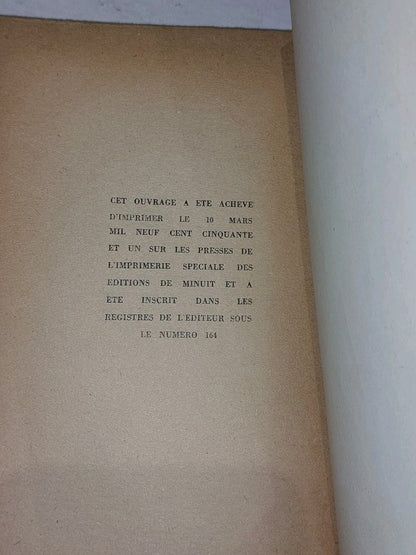 CET OUVRAGE A ETE ACHEVE
D'IMPRIMER LE 10 MARS
MIL NEUF CENT CINQUANTE
ET UN SUR LES PRESSES DE
L'IMPRIMERIE SPECIALE DES
EDITIONS DE MINUIT ET A
ETE INSCRIT DANS LES
REGISTRES DE L'EDITEUR SOUS
LE NUMERO 164